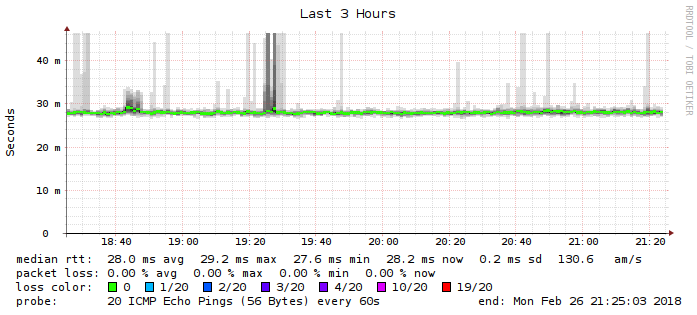 Last 3 Hours
RRDTOOL / TOBI OETIKER
Seconds
40 m
30 m
20 m
10 m
0
18:40 19:00 19:20 19:40 20:00 20:20 20:40 21:00 21:20
median rtt: 28.0 ms avg 29.2 ms max 27.6 ms min 28.2 ms now 0.2 ms sd 130.6 am/s
packet loss: 0.00 % avg 0.00 % max 0.00 % min 0.00 % now
loss color: 0 1/20 2/20 3/20 4/20 10/20 19/20
probe: 20 ICMP Echo Pings (56 Bytes) every 60s end: Mon Feb 26 21:25:03 2018